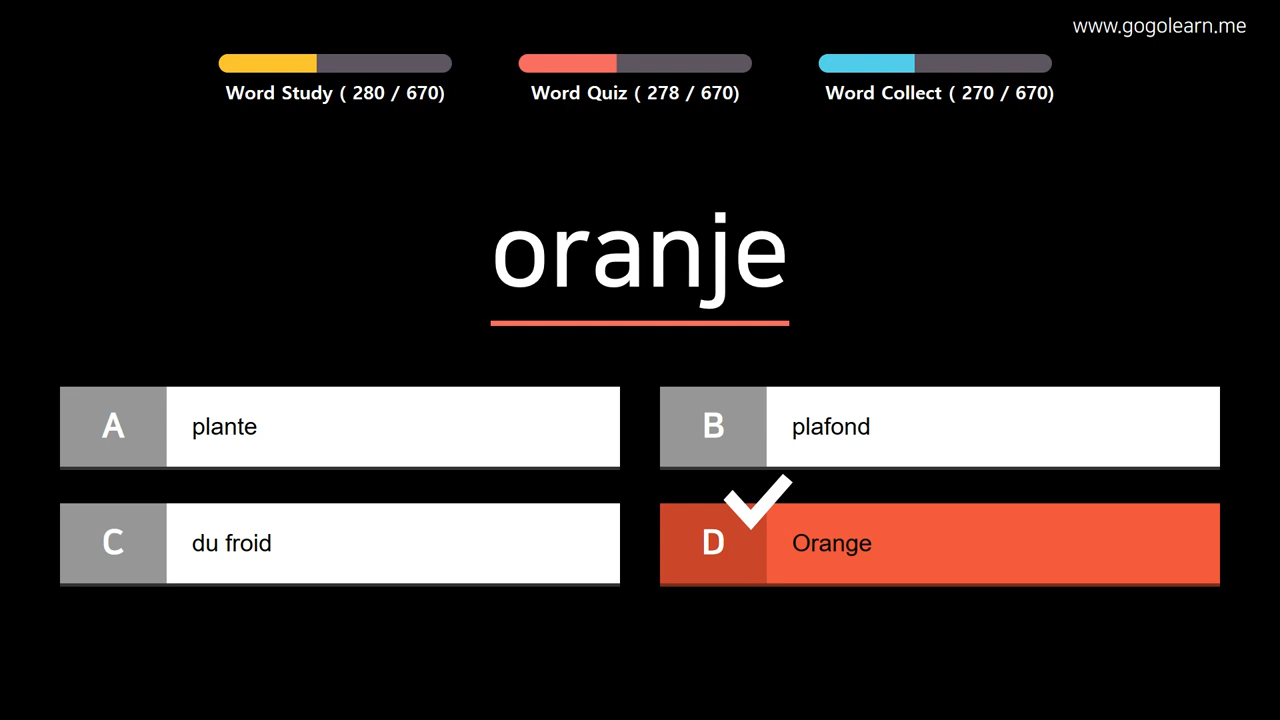 www.gogolearn.me
Word Study ( 280 / 670)
Word Quiz ( 278 / 670)
Word Collect ( 270 / 670)
oranje
A plante
B plafond
C du froid
D Orange